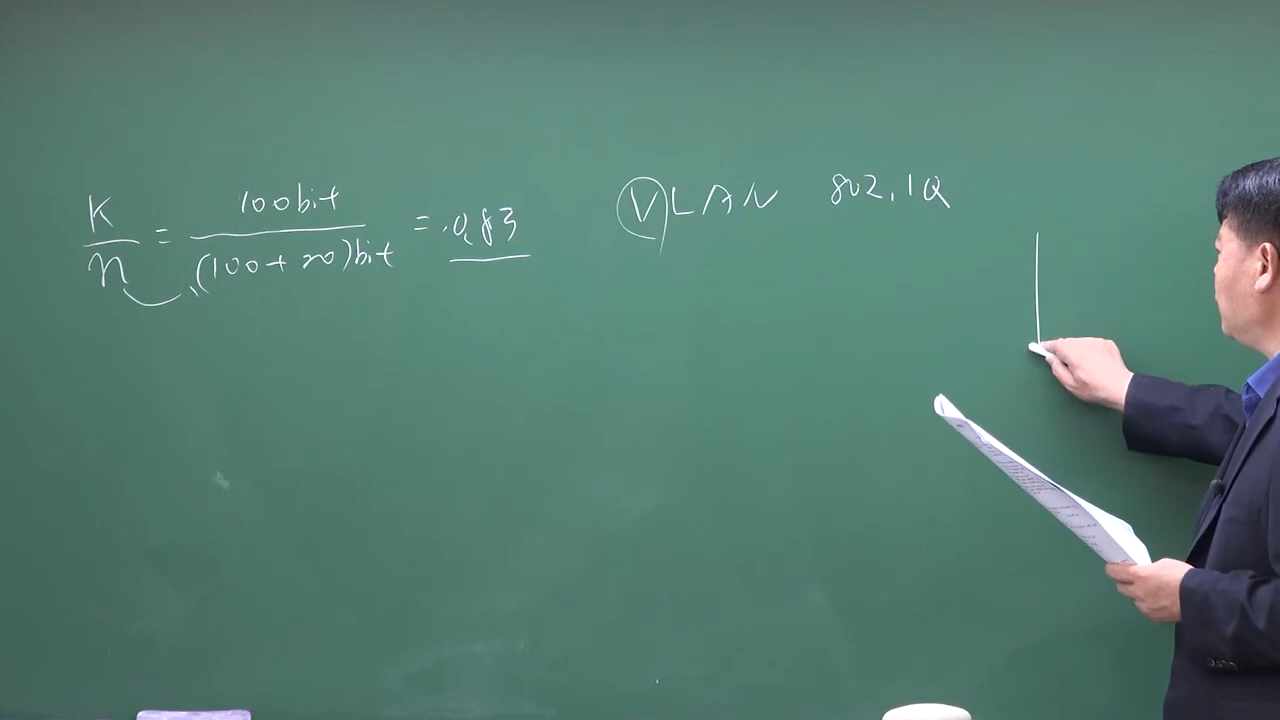 K/n = 100bit/(100+20)bit = 0.83
VLAN 802.1Q